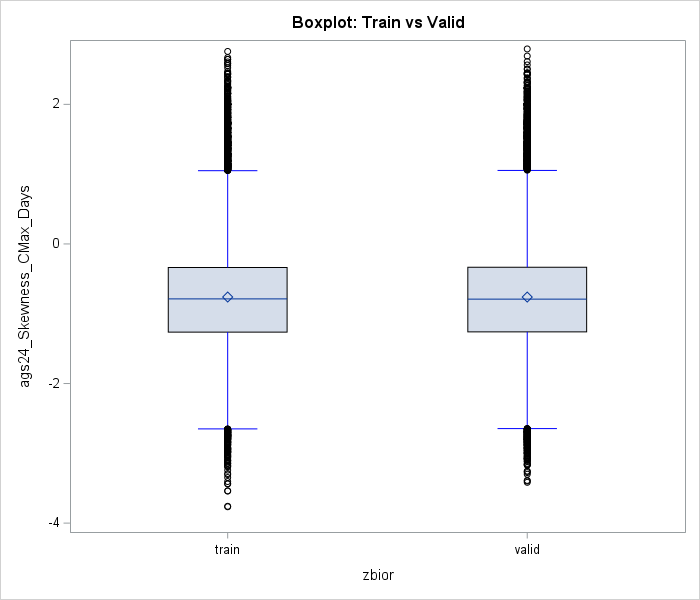 Boxplot: Train vs Valid
ags24_Skewness_CMax_Days
2
0
-2
-4
train
valid
zbior